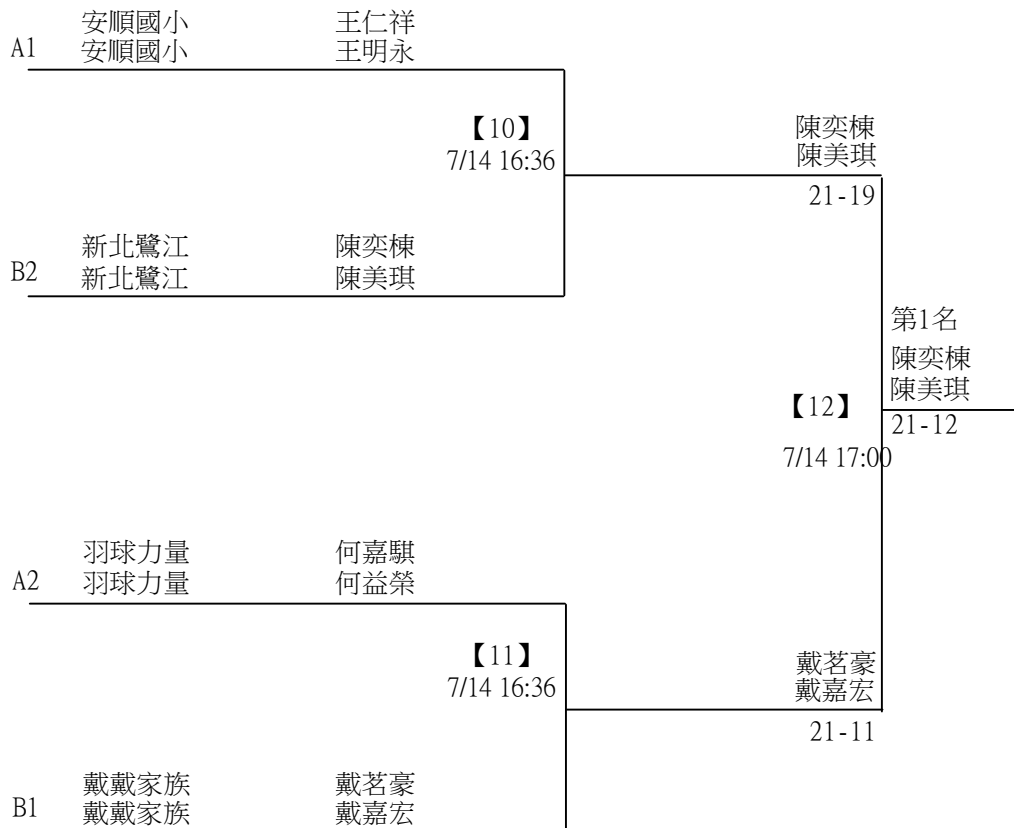 安順國小 王仁祥
A1 安順國小 王明永
【10】
7/14 16:36
陳奕棟
陳美琪
21-19
新北鷺江 陳奕棟
B2 新北鷺江 陳美琪
第1名
陳奕棟
陳美琪
【12】
21-12
7/14 17:00
羽球力量 何嘉騏
A2 羽球力量 何益榮
【11】
7/14 16:36
戴茗豪
戴嘉宏
21-11
戴戴家族 戴茗豪
B1 戴戴家族 戴嘉宏